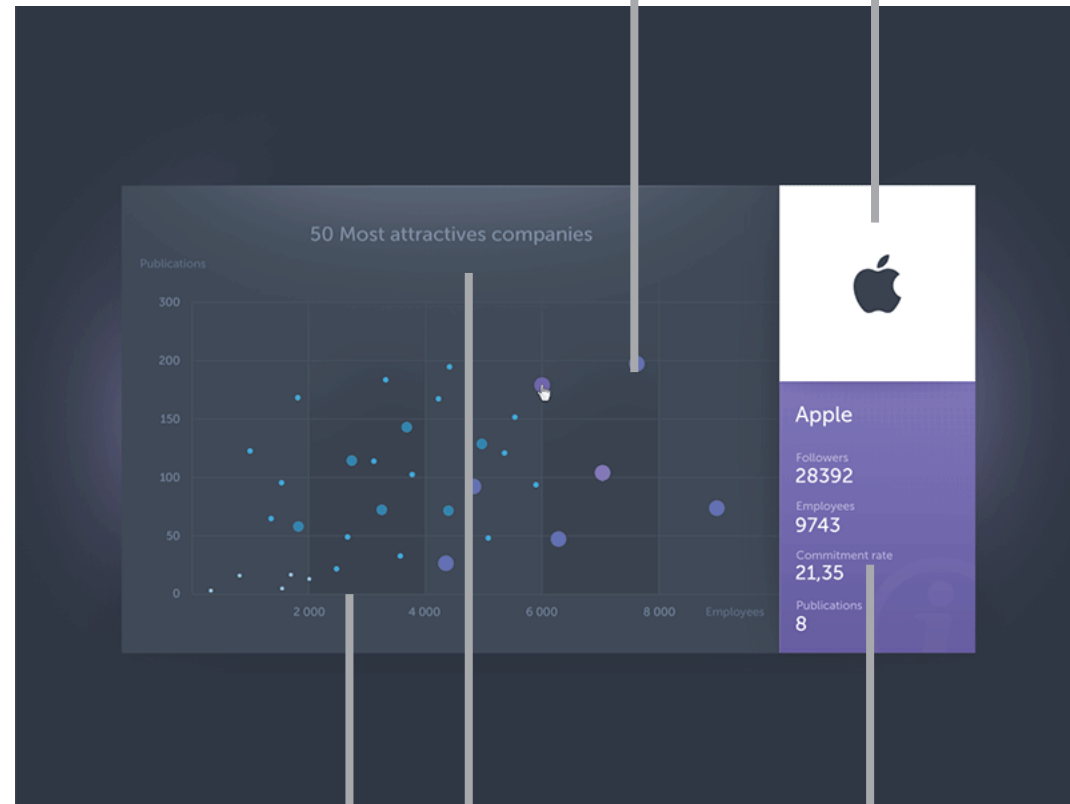 50 Most attractives companies
Publications
300
200
150
100
50
0
2 000 4 000 6 000 8 000 Employees
Apple
Followers
28392
Employees
9743
Commitment rate
21,35
Publications
8